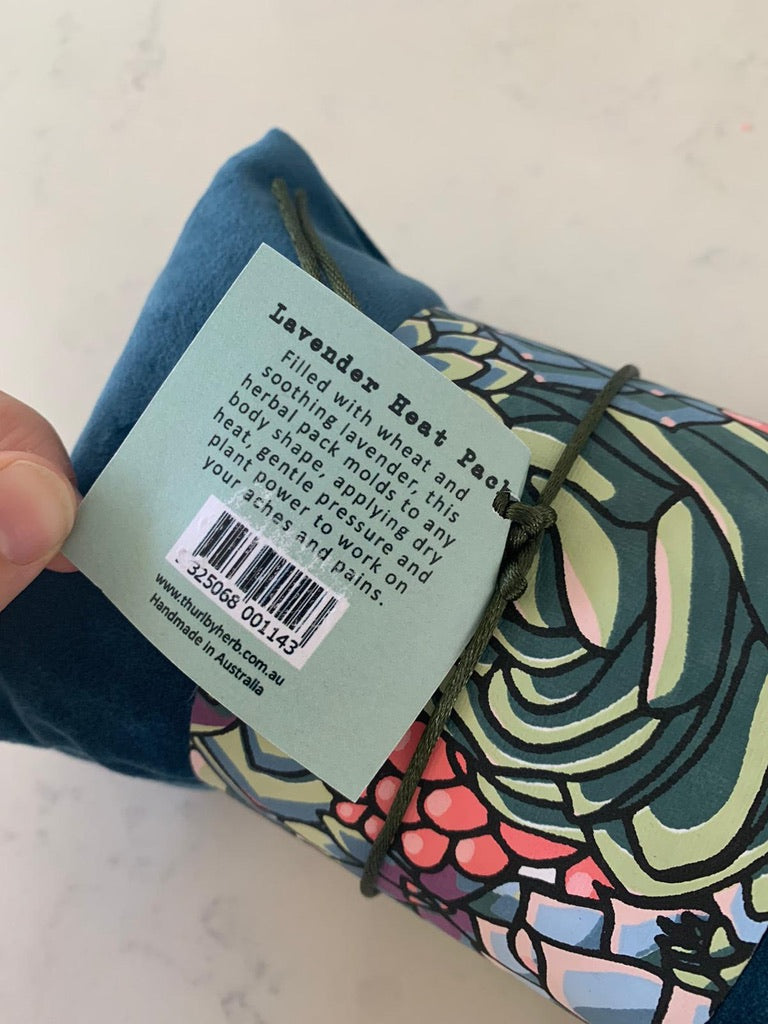 Lavender Heat Pack
Filled with wheat and
soothing lavender, this
herbal pack molds to any
body shape, applying dry
heat, gentle pressure and
plant power to work on
your aches and pains.
325068 001143
www.thurlbyherb.com.au
Handmade in Australia